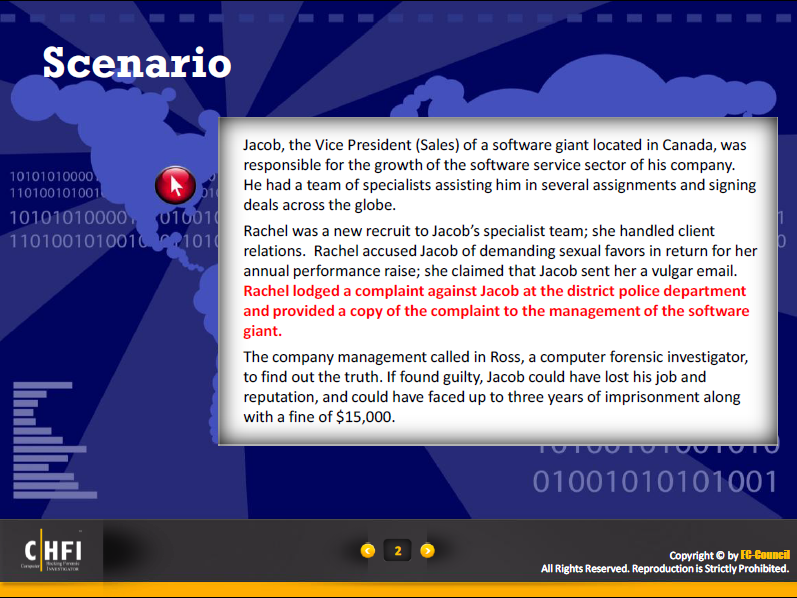 Scenario
Jacob, the Vice President (Sales) of a software giant located in Canada, was
responsible for the growth of the software service sector of his company.
He had a team of specialists assisting him in several assignments and signing
deals across the globe.
Rachel was a new recruit to Jacob's specialist team; she handled client
relations.  Rachel accused Jacob of demanding sexual favors in return for her
annual performance raise; she claimed that Jacob sent her a vulgar email.
Rachel lodged a complaint against Jacob at the district police department
and provided a copy of the complaint to the management of the software
giant.
The company management called in Ross, a computer forensic investigator,
to find out the truth. If found guilty, Jacob could have lost his job and
reputation, and could have faced up to three years of imprisonment along
with a fine of $15,000.
01001010101001
CHFI
Computer Hacking Forensic
INVESTIGATOR
2
Copyright © by EC-Council
All Rights Reserved. Reproduction is Strictly Prohibited.